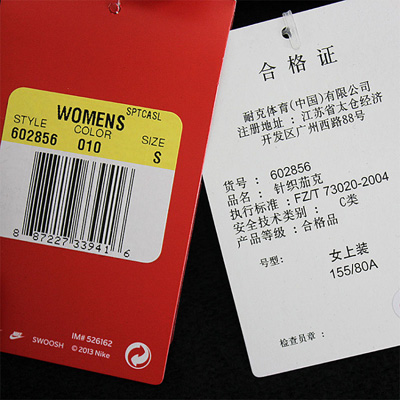 SPTCASL
WOMENS
STYLE COLOR SIZE
602856 010 S
8 87227 33941 6
IM# 526162
SWOOSH © 2013 Nike
合格证
耐克体育(中国)有限公司
注册地址：江苏省太仓经济
开发区广州西路88号
货号： 602856
品名： 针织茄克
执行标准：FZ/T 73020-2004
安全技术类别： C类
产品等级：合格品
号型： 女上装
155/80A
检查员章：